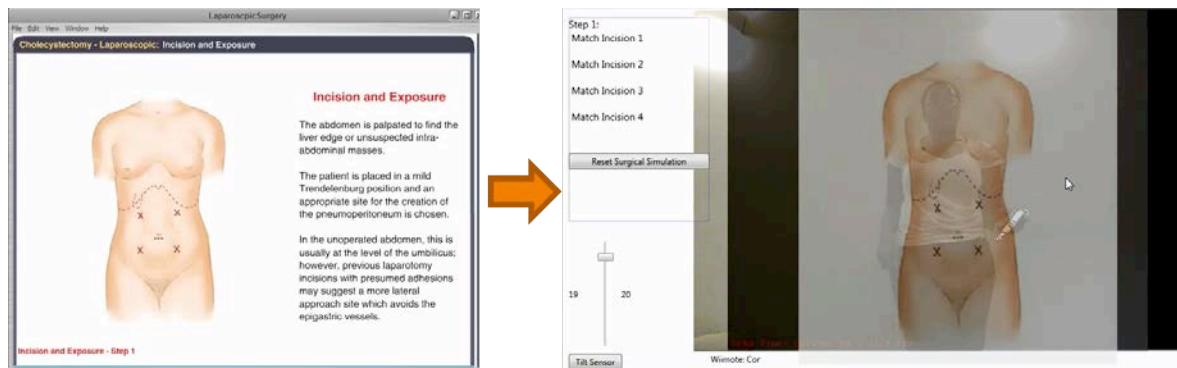 LaparoscpicSurgery
File Edit View Window Help
Cholecystectomy - Laparoscopic: Incision and Exposure
Incision and Exposure
The abdomen is palpated to find the
liver edge or unsuspected intra-
abdominal masses.
The patient is placed in a mild
Trendelenburg position and an
appropriate site for the creation of
the pneumoperitoneum is chosen.
In the unoperated abdomen, this is
usually at the level of the umbilicus;
however, previous laparotomy
incisions with presumed adhesions
may suggest a more lateral
approach site which avoids the
epigastric vessels.
Incision and Exposure - Step 1
Step 1:
Match Incision 1
Match Incision 2
Match Incision 3
Match Incision 4
Reset Surgical Simulation
19 20
Tilt Sensor
Wiimote: Cor